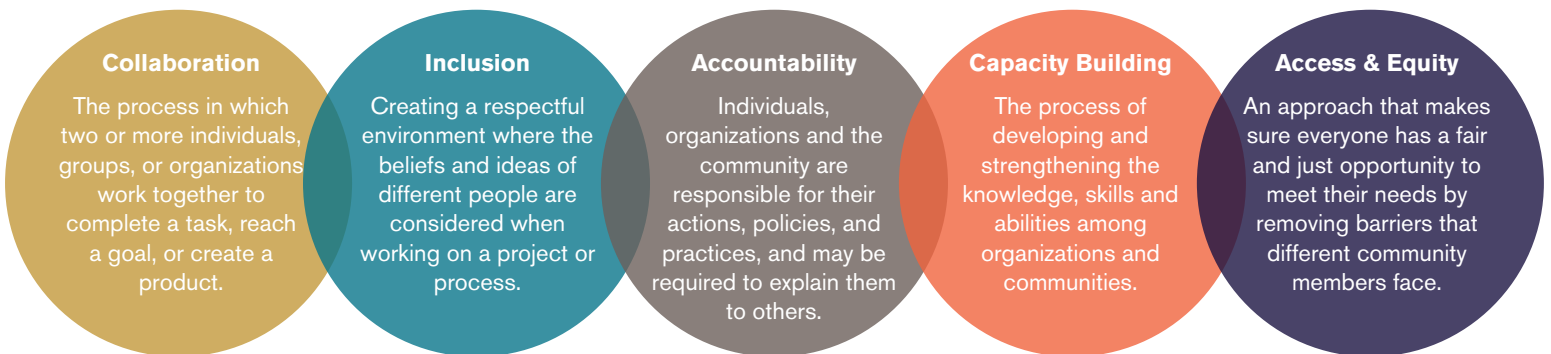 Collaboration
The process in which
two or more individuals,
groups, or organizations
work together to
complete a task, reach
a goal, or create a
product.
Inclusion
Creating a respectful
environment where the
beliefs and ideas of
different people are
considered when
working on a project or
process.
Accountability
Individuals,
organizations and the
community are
responsible for their
actions, policies, and
practices, and may be
required to explain them
to others.
Capacity Building
The process of
developing and
strengthening the
knowledge, skills and
abilities among
organizations and
communities.
Access & Equity
An approach that makes
sure everyone has a fair
and just opportunity to
meet their needs by
removing barriers that
different community
members face.